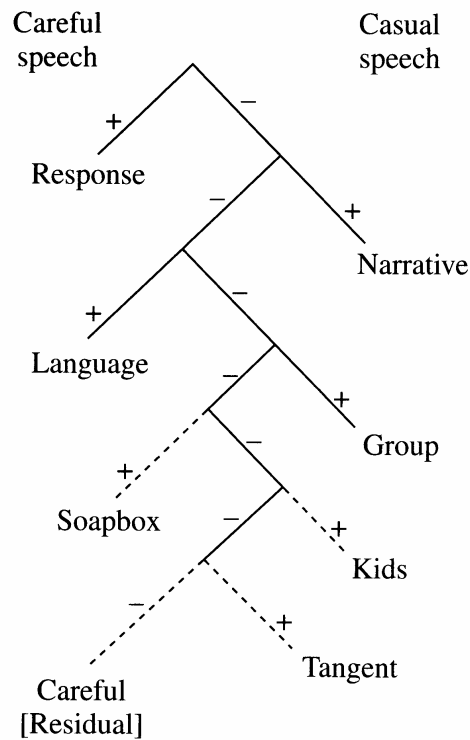 Careful
speech
Casual
speech
+
−
Response
−
+
Narrative
+
−
Language
−
+
Group
+
−
Soapbox
−
+
Kids
−
+
Tangent
Careful
[Residual]